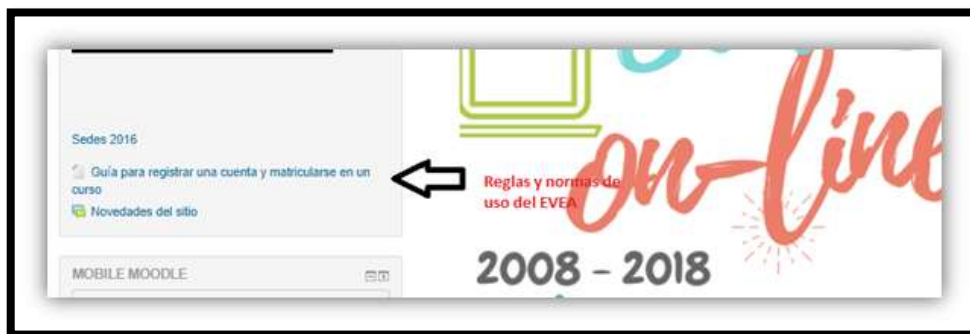 Sedes 2016
Guía para registrar una cuenta y matricularse en un
curso
Novedades del sitio
MOBILE MOODLE
Reglas y normas de
uso del EVEA
on-line
2008 - 2018